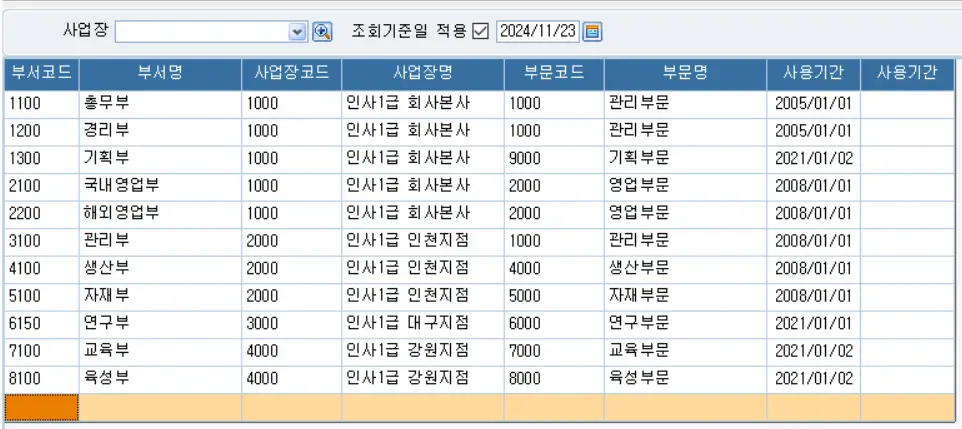 사업장 조회기준일 적용 2024/11/23
부서코드 부서명 사업장코드 사업장명 부문코드 부문명 사용기간 사용기간
1100 총무부 1000 인사1급 회사본사 1000 관리부문 2005/01/01
1200 경리부 1000 인사1급 회사본사 1000 관리부문 2005/01/01
1300 기획부 1000 인사1급 회사본사 9000 기획부문 2021/01/02
2100 국내영업부 1000 인사1급 회사본사 2000 영업부문 2008/01/01
2200 해외영업부 1000 인사1급 회사본사 2000 영업부문 2008/01/01
3100 관리부 2000 인사1급 인천지점 1000 관리부문 2008/01/01
4100 생산부 2000 인사1급 인천지점 4000 생산부문 2008/01/01
5100 자재부 2000 인사1급 인천지점 5000 자재부문 2008/01/01
6150 연구부 3000 인사1급 대구지점 6000 연구부문 2021/01/01
7100 교육부 4000 인사1급 강원지점 7000 교육부문 2021/01/02
8100 육성부 4000 인사1급 강원지점 8000 육성부문 2021/01/02